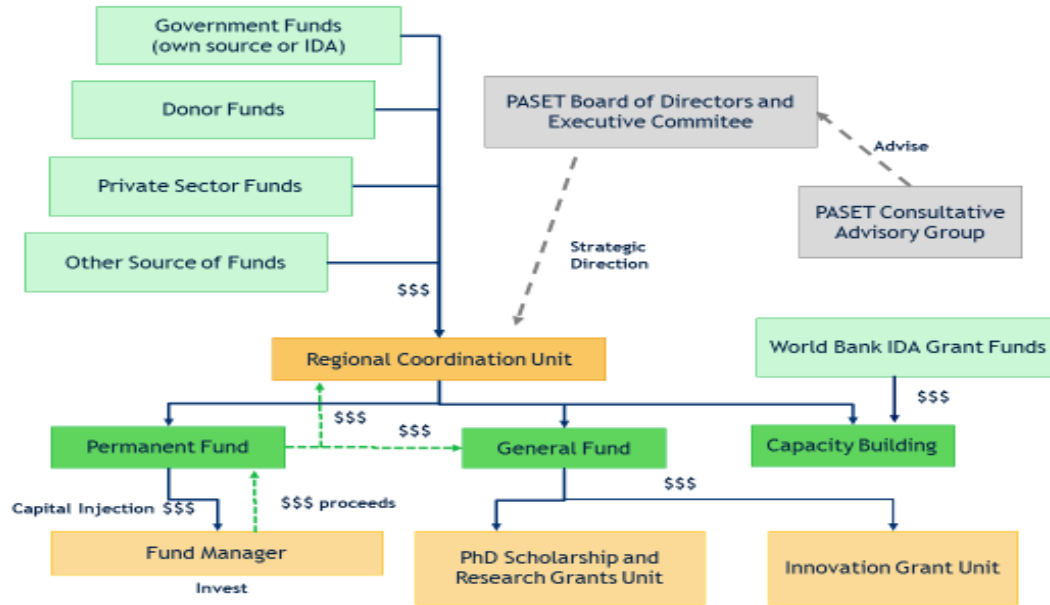 Government Funds
(own source or IDA)
Donor Funds
PASET Board of Directors and
Executive Commitee
Advise
Private Sector Funds
PASET Consultative
Advisory Group
Other Source of Funds
Strategic
Direction
$$$
Regional Coordination Unit
World Bank IDA Grant Funds
$$$
$$$
$$$
Permanent Fund
General Fund
Capacity Building
Capital Injection $$$
$$$ proceeds
$$$
Fund Manager
Invest
PhD Scholarship and
Research Grants Unit
Innovation Grant Unit